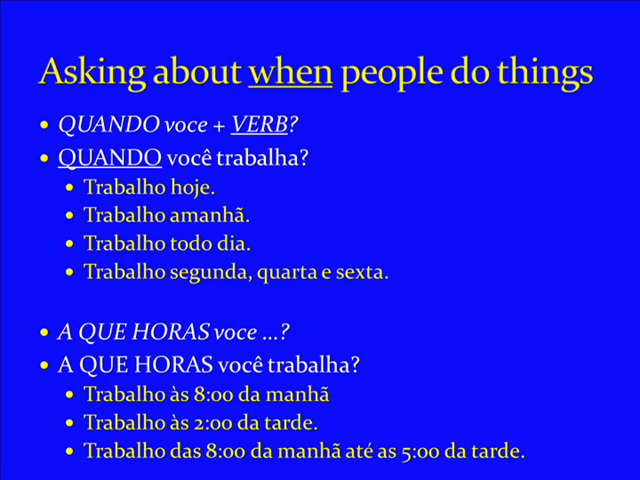 Asking about when people do things
• QUANDO voce + VERB?
• QUANDO você trabalha?
• Trabalho hoje.
• Trabalho amanhã.
• Trabalho todo dia.
• Trabalho segunda, quarta e sexta.
• A QUE HORAS voce ...?
• A QUE HORAS você trabalha?
• Trabalho às 8:00 da manhã
• Trabalho às 2:00 da tarde.
• Trabalho das 8:00 da manhã até as 5:00 da tarde.